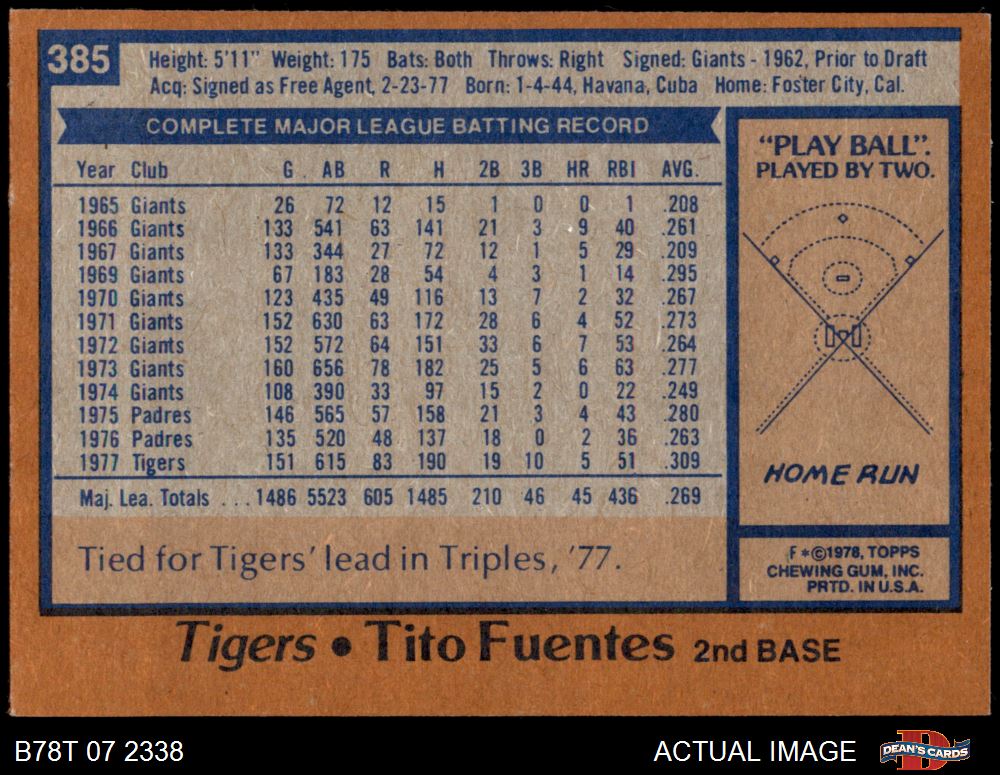 385
Height: 5'11" Weight: 175 Bats: Both Throws: Right Signed: Giants - 1962, Prior to Draft
Acq: Signed as Free Agent, 2-23-77 Born: 1-4-44, Havana, Cuba Home: Foster City, Cal.
COMPLETE MAJOR LEAGUE BATTING RECORD
Year Club G AB R H 2B 3B HR RBI AVG.
1965 Giants 26 72 12 15 1 0 0 1 .208
1966 Giants 133 541 63 141 21 3 9 40 .261
1967 Giants 133 344 27 72 12 1 5 29 .209
1969 Giants 67 183 28 54 4 3 1 14 .295
1970 Giants 123 435 49 116 13 7 2 32 .267
1971 Giants 152 630 63 172 28 6 4 52 .273
1972 Giants 152 572 64 151 33 6 7 53 .264
1973 Giants 160 656 78 182 25 5 6 63 .277
1974 Giants 108 390 33 97 15 2 0 22 .249
1975 Padres 146 565 57 158 21 3 4 43 .280
1976 Padres 135 520 48 137 18 0 2 36 .263
1977 Tigers 151 615 83 190 19 10 5 51 .309
Maj. Lea. Totals ... 1486 5523 605 1485 210 46 45 436 .269
Tied for Tigers' lead in Triples, '77.
"PLAY BALL".
PLAYED BY TWO.
HOME RUN
F *©1978, TOPPS
CHEWING GUM, INC.
PRTD. IN U.S.A.
Tigers • Tito Fuentes 2nd BASE
B78T 07 2338
ACTUAL IMAGE
D
DEAN'S CARDS